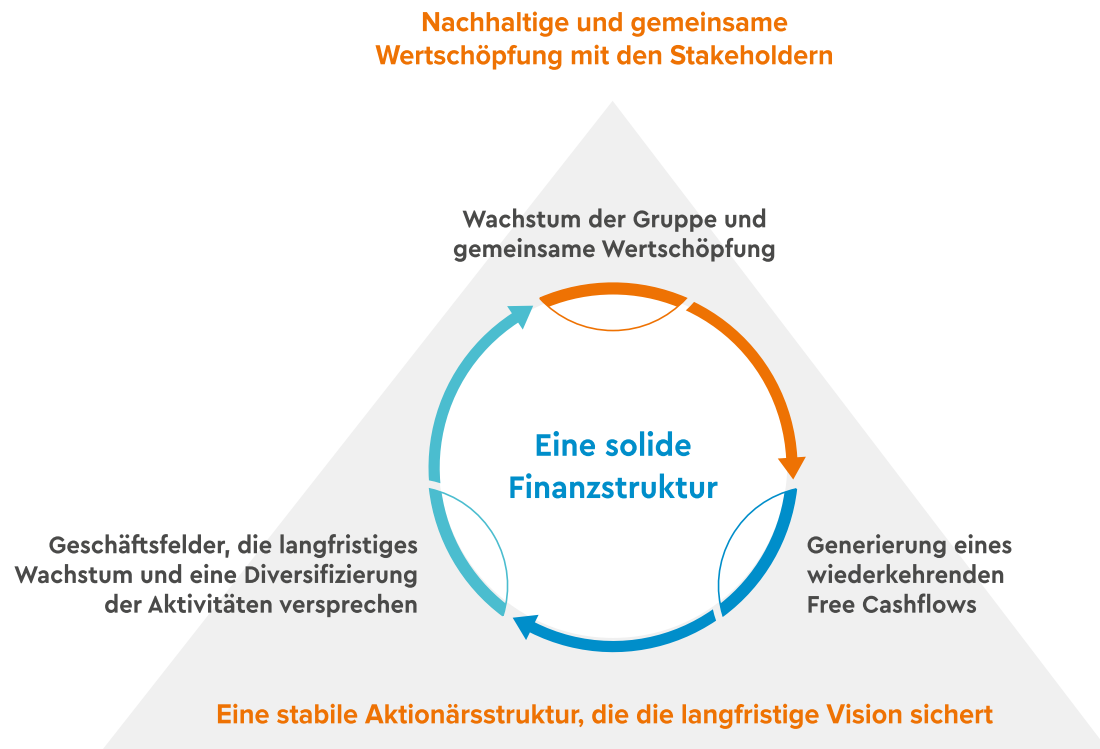 Nachhaltige und gemeinsame
Wertschöpfung mit den Stakeholdern
Wachstum der Gruppe und
gemeinsame Wertschöpfung
Eine solide
Finanzstruktur
Geschäftsfelder, die langfristiges
Wachstum und eine Diversifizierung
der Aktivitäten versprechen
Generierung eines
wiederkehrenden
Free Cashflows
Eine stabile Aktionärsstruktur, die die langfristige Vision sichert